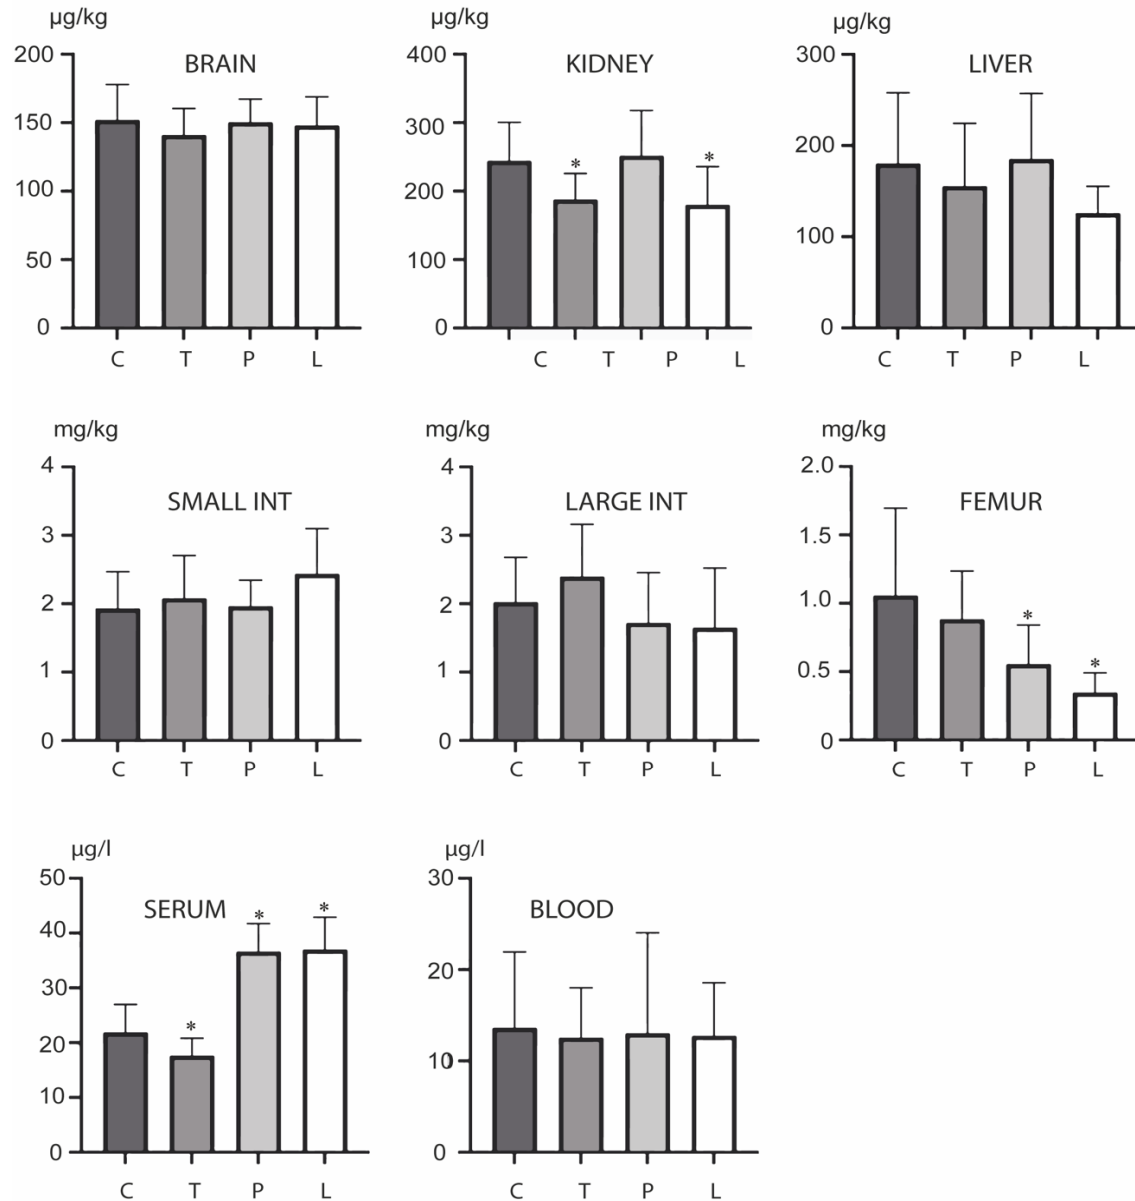 µg/kg
BRAIN
200
150
100
50
0
C T P L
µg/kg
KIDNEY
400
300
200
100
0
* *
C T P L
µg/kg
LIVER
300
200
100
0
C T P L
mg/kg
SMALL INT
4
3
2
1
0
C T P L
mg/kg
LARGE INT
4
3
2
1
0
C T P L
mg/kg
FEMUR
2.0
1.5
1.0
0.5
0
* *
C T P L
µg/l
SERUM
50
40
30
20
10
0
* * *
C T P L
µg/l
BLOOD
30
20
10
0
C T P L